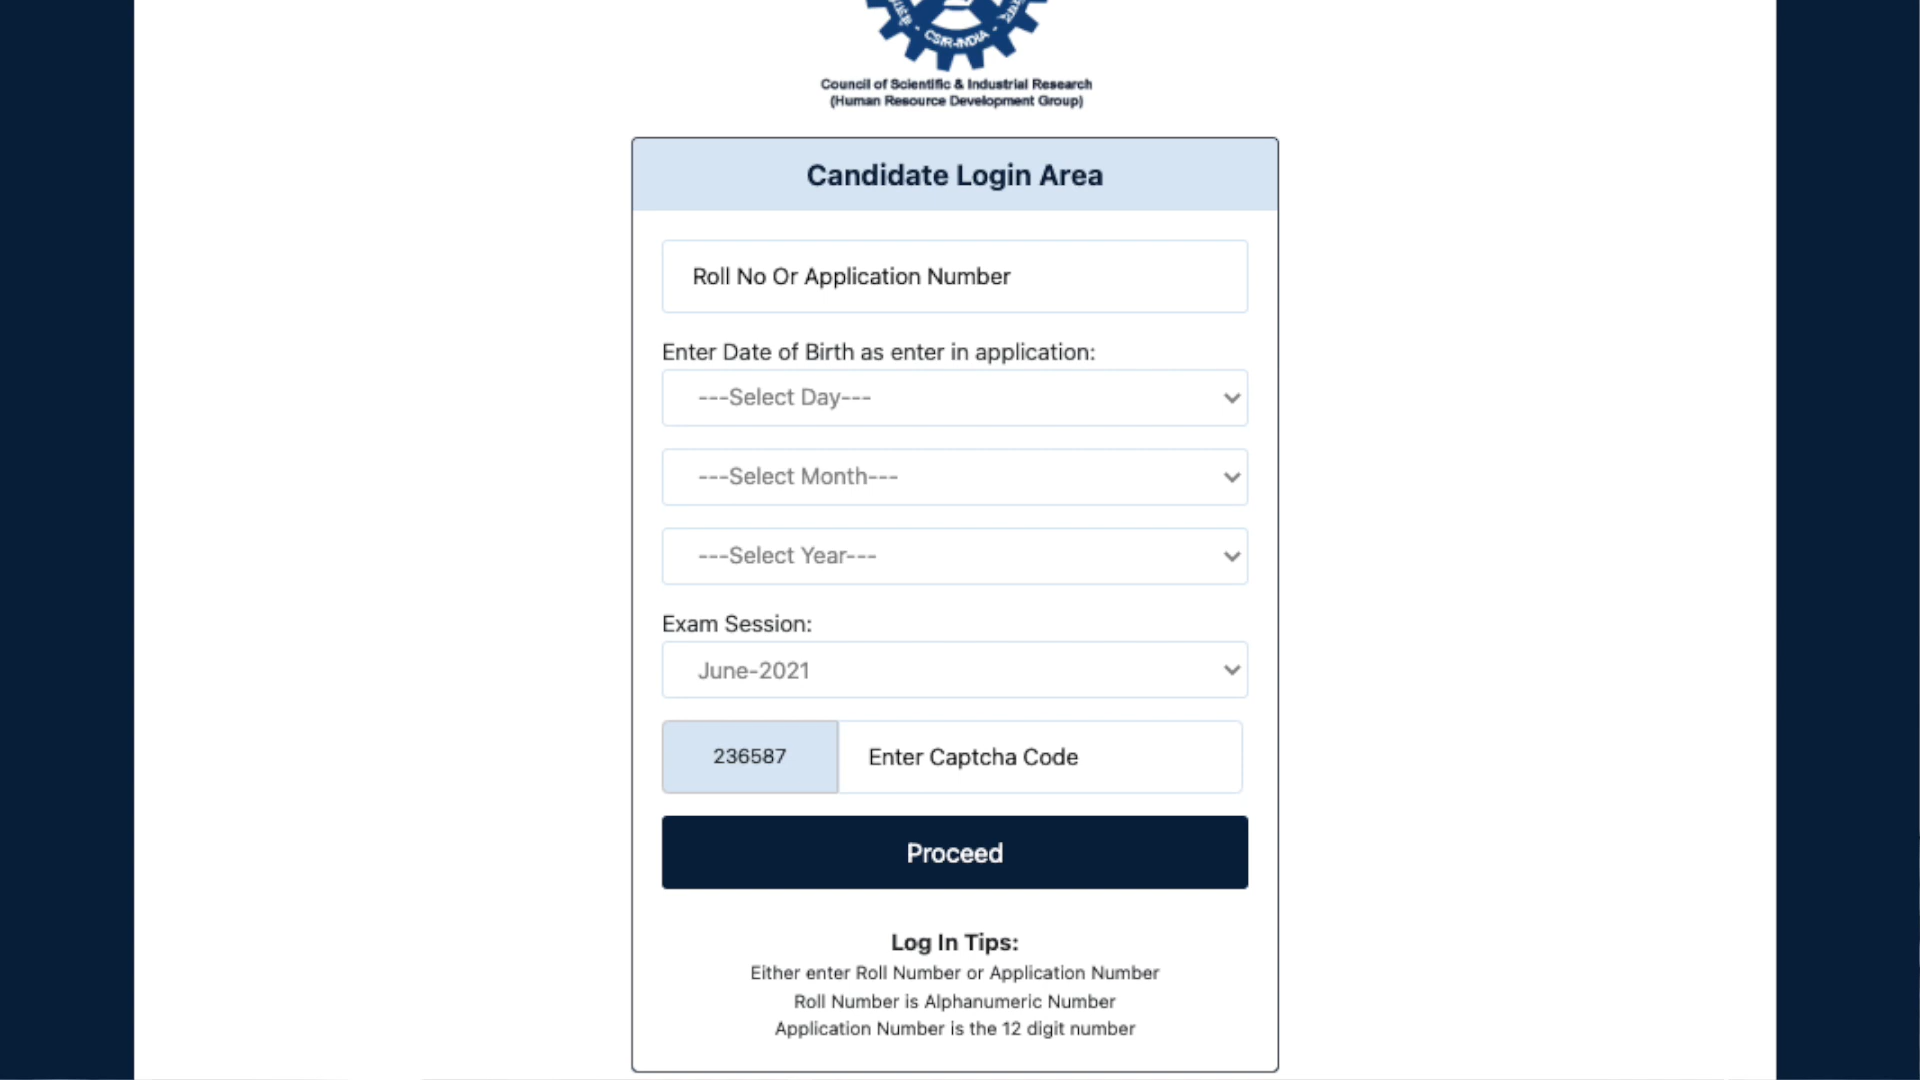 CSIR-INDIA
Council of Scientific & Industrial Research
(Human Resource Development Group)
Candidate Login Area
Roll No Or Application Number
Enter Date of Birth as enter in application:
---Select Day---
---Select Month---
---Select Year---
Exam Session:
June-2021
236587
Enter Captcha Code
Proceed
Log In Tips:
Either enter Roll Number or Application Number
Roll Number is Alphanumeric Number
Application Number is the 12 digit number